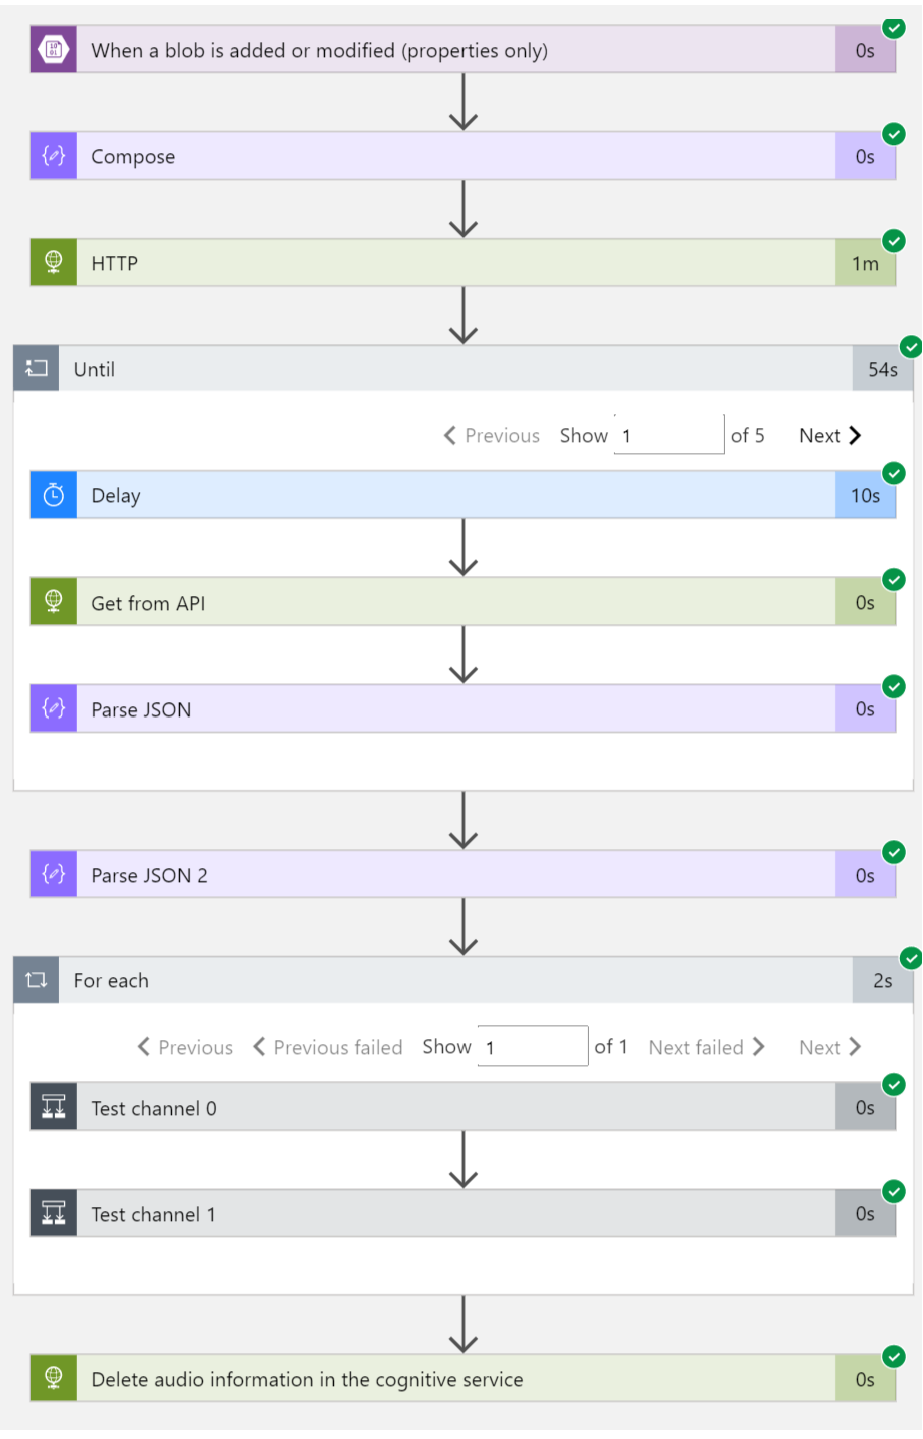 When a blob is added or modified (properties only) 0s
Compose 0s
HTTP 1m
Until 54s
Previous Show 1 of 5 Next
Delay 10s
Get from API 0s
Parse JSON 0s
Parse JSON 2 0s
For each 2s
Previous Previous failed Show 1 of 1 Next failed Next
Test channel 0 0s
Test channel 1 0s
Delete audio information in the cognitive service 0s